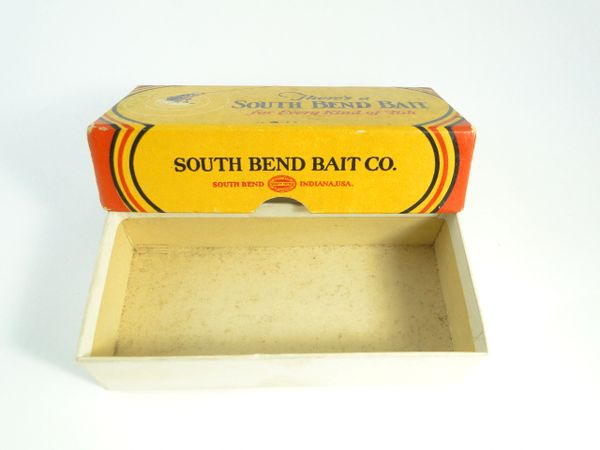 There's a
SOUTH BEND BAIT
for Every Kind of Fish
SOUTH BEND BAIT CO.
SOUTH BEND INDIANA, U.S.A.